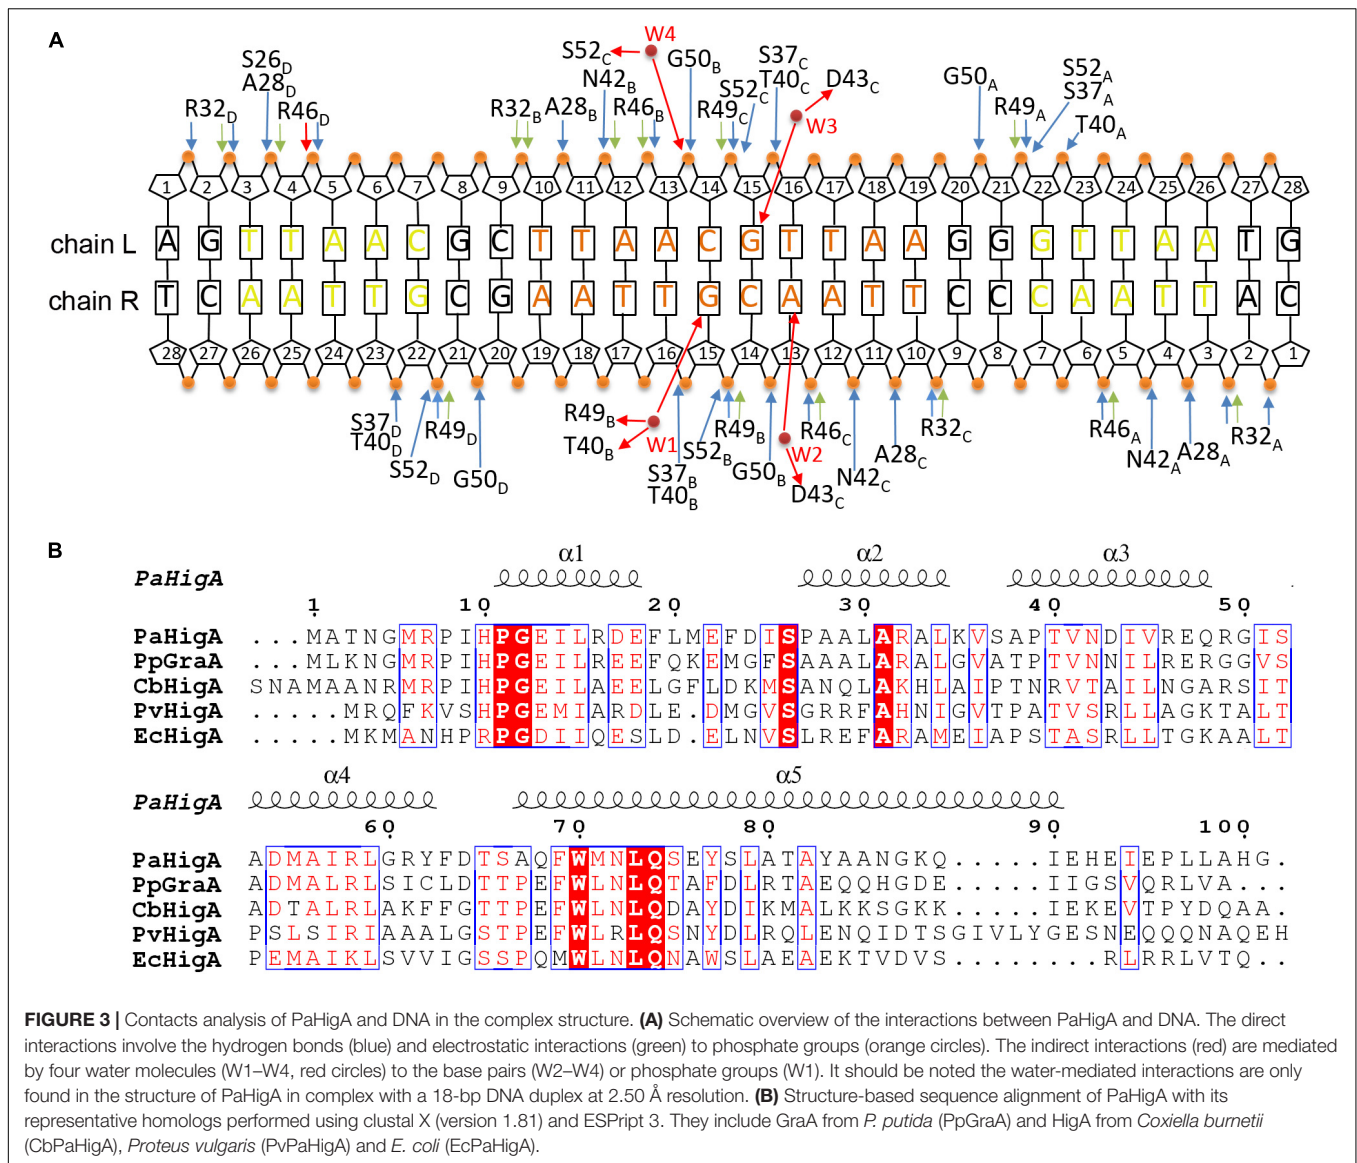 A
W4
S52C
G50B
S37C
T40C
D43C
S26D
A28D
N42B
S52C
G50A
S52A
S37A
R32D
R46D
R32B
A28B
R46B
R49C
W3
R49A
T40A
1 2 3 4 5 6 7 8 9 10 11 12 13 14 15 16 17 18 19 20 21 22 23 24 25 26 27 28
chain L A G T T A A C G C T T A A C G T T A A G G G T T A A T G
chain R T C A A T T G C G A A T T G C A A T T C C C A A T T A C
28 27 26 25 24 23 22 21 20 19 18 17 16 15 14 13 12 11 10 9 8 7 6 5 4 3 2 1
S37D
T40D
R49D
S52D
G50D
R49B
T40B
W1
S37B
T40B
S52B
R49B
G50B
W2
D43C
R46C
N42C
A28C
R32C
R46A
N42A
A28A
R32A
B
α1 α2 α3
PaHigA
1 10 20 30 40 50
PaHigA ...MATNGMRPIHPGEILRDEFLMEFDISPAALARALKVSAPTVNDIVREQRGIS
PpGraA ...MLKNGMRPIHPGEILREEFQKEMGFSAAALARALGVATPTVNNILRERGGVS
CbHigA SNAMAANRMRPIHPGEILAEELGFLDKMSANQLAKHLAIPTNRVTAILNGARSIT
PvHigA .....MRQFKVSHPGEMIARDLE.DMGVSGRRFAHNIGVTPATVSRLLAGKTALT
EcHigA .....MKMANHPRPGDIIQESLD.ELNVSLREFARAMEIAPSTASRLLTGKAALT
α4 α5
PaHigA
60 70 80 90 100
PaHigA ADMAIRLGRYFDTSAQFWMNLQSEYSLATAYAANGKQ.....IEHEIEPLLAHG.
PpGraA ADMALRLSICLDTTPEFWLNLQTAFDLRTAEQQHGDE.....IIGSVQRLVA...
CbHigA ADTALRLAKFFGTTPEFWLNLQDAYDIKMALKKSGKK.....IEKEVTPYDQAA.
PvHigA PSLSIRIAAALGSTPEFWLRLQSNYDLRQLENQIDTSGIVLYGESNEQQQNAQEH
EcHigA PEMAIKLSVVIGSSPQMWLNLQNAWSLAEAEKTVDVS........RLRRLVTQ..
FIGURE 3 | Contacts analysis of PaHigA and DNA in the complex structure. (A) Schematic overview of the interactions between PaHigA and DNA. The direct
interactions involve the hydrogen bonds (blue) and electrostatic interactions (green) to phosphate groups (orange circles). The indirect interactions (red) are mediated
by four water molecules (W1–W4, red circles) to the base pairs (W2–W4) or phosphate groups (W1). It should be noted the water-mediated interactions are only
found in the structure of PaHigA in complex with a 18-bp DNA duplex at 2.50 Å resolution. (B) Structure-based sequence alignment of PaHigA with its
representative homologs performed using clustal X (version 1.81) and ESPript 3. They include GraA from P. putida (PpGraA) and HigA from Coxiella burnetii
(CbPaHigA), Proteus vulgaris (PvPaHigA) and E. coli (EcPaHigA).